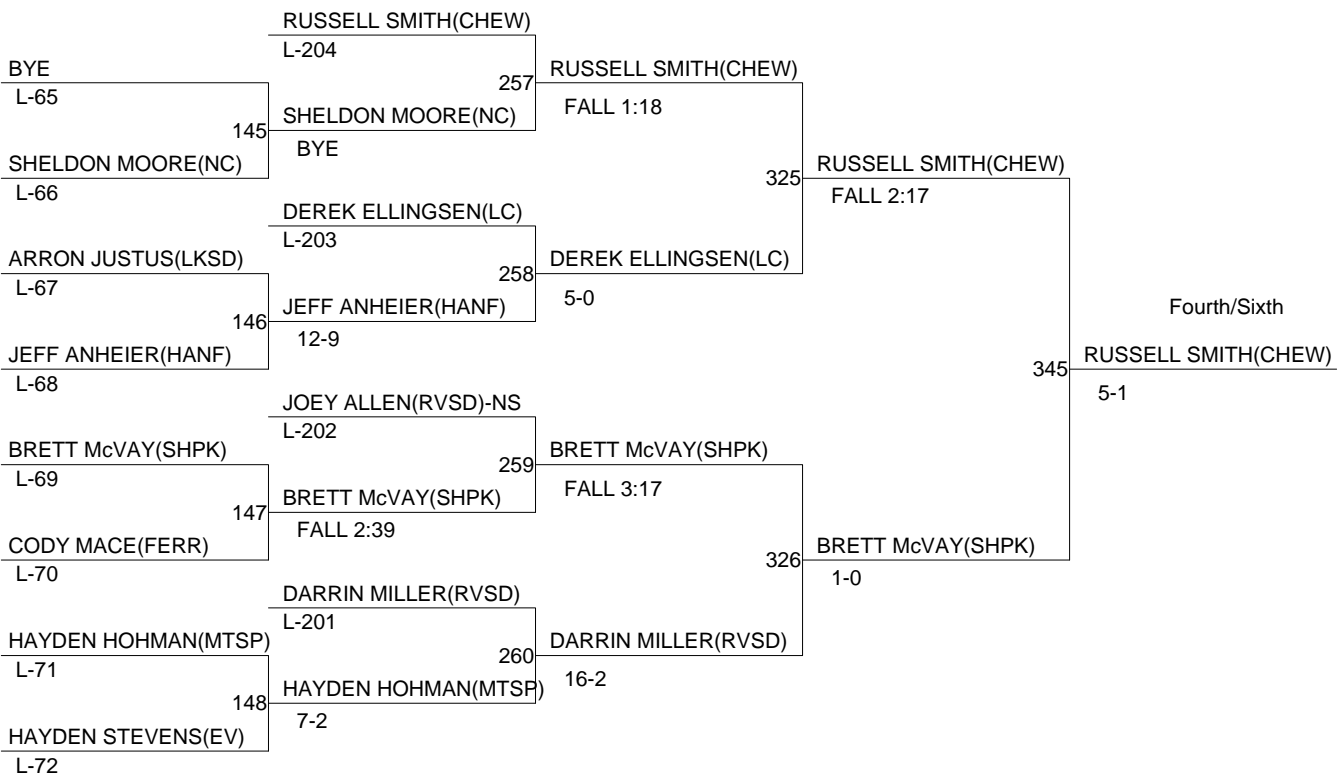 RUSSELL SMITH(CHEW)
L-204
BYE
L-65
257
RUSSELL SMITH(CHEW)
FALL 1:18
145
SHELDON MOORE(NC)
BYE
SHELDON MOORE(NC)
L-66
325
RUSSELL SMITH(CHEW)
FALL 2:17
DEREK ELLINGSEN(LC)
L-203
ARRON JUSTUS(LKSD)
L-67
258
DEREK ELLINGSEN(LC)
5-0
146
JEFF ANHEIER(HANF)
12-9
Fourth/Sixth
JEFF ANHEIER(HANF)
L-68
345
RUSSELL SMITH(CHEW)
5-1
JOEY ALLEN(RVSD)-NS
L-202
BRETT McVAY(SHPK)
L-69
259
BRETT McVAY(SHPK)
FALL 3:17
147
BRETT McVAY(SHPK)
FALL 2:39
CODY MACE(FERR)
L-70
326
BRETT McVAY(SHPK)
1-0
DARRIN MILLER(RVSD)
L-201
HAYDEN HOHMAN(MTSP)
L-71
260
DARRIN MILLER(RVSD)
16-2
148
HAYDEN HOHMAN(MTSP)
7-2
HAYDEN STEVENS(EV)
L-72